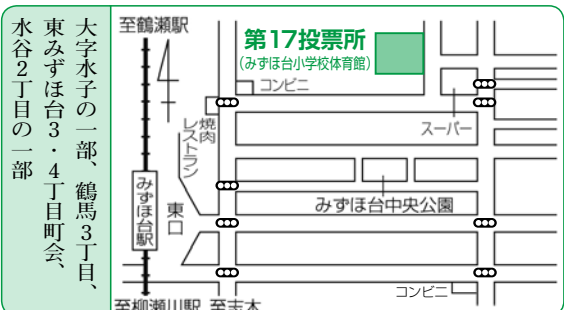 大字水子の一部、鶴馬3丁目、
東みずほ台3・4丁目町会、
水谷2丁目の一部
至鶴瀬駅
第17投票所
(みずほ台小学校体育館)
コンビニ
焼肉
レストラン
スーパー
みずほ台駅
東口
みずほ台中央公園
コンビニ
至柳瀬川駅
至志木